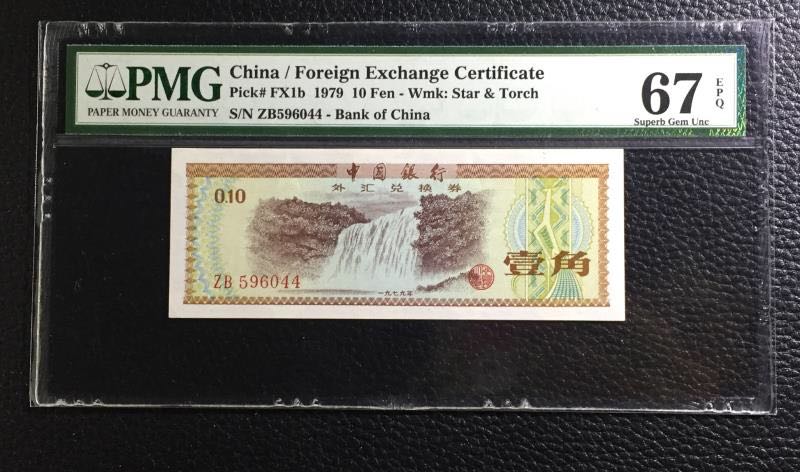 PMG
PAPER MONEY GUARANTY
China / Foreign Exchange Certificate
Pick# FX1b 1979 10 Fen - Wmk: Star & Torch
S/N ZB596044 - Bank of China
67 EPQ
Superb Gem Unc
中国银行
外汇兑换券
0.10
壹角
ZB 596044
一九七九年